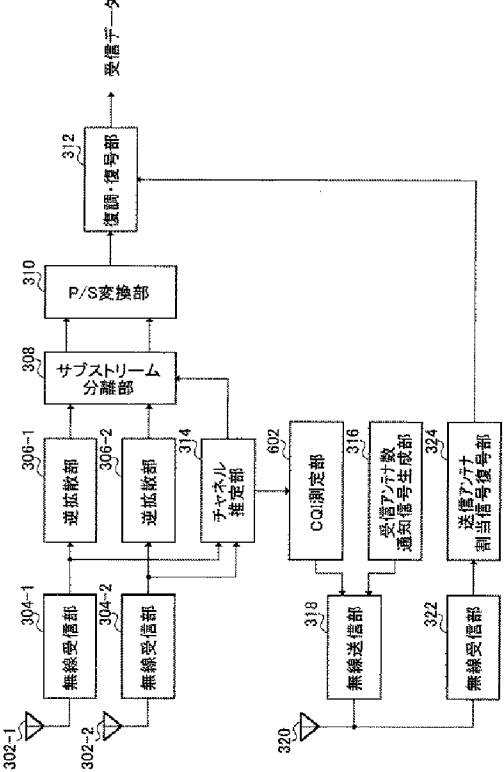 302-1
304-1
無線受信部
306-1
逆拡散部
308
サブストリーム
分離部
310
P/S変換部
312
復調・復号部
受信データ
302-2
304-2
無線受信部
306-2
逆拡散部
314
チャネル
推定部
602
CQI測定部
316
受信アンテナ数
通知信号生成部
318
無線送信部
320
322
無線受信部
324
送信アンテナ
割当信号復号部